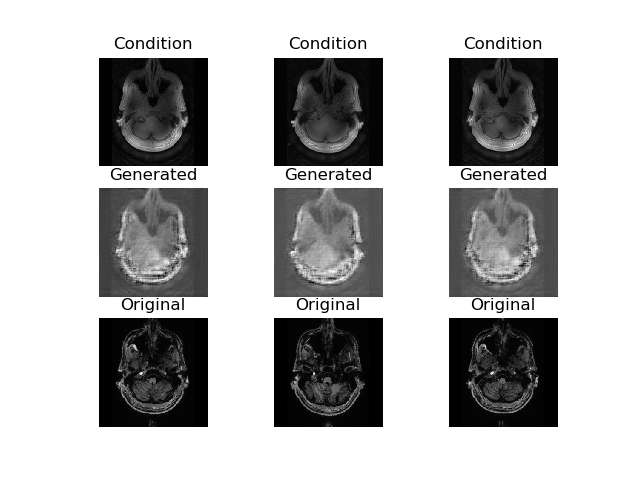 Condition Condition Condition
Generated Generated Generated
Original Original Original